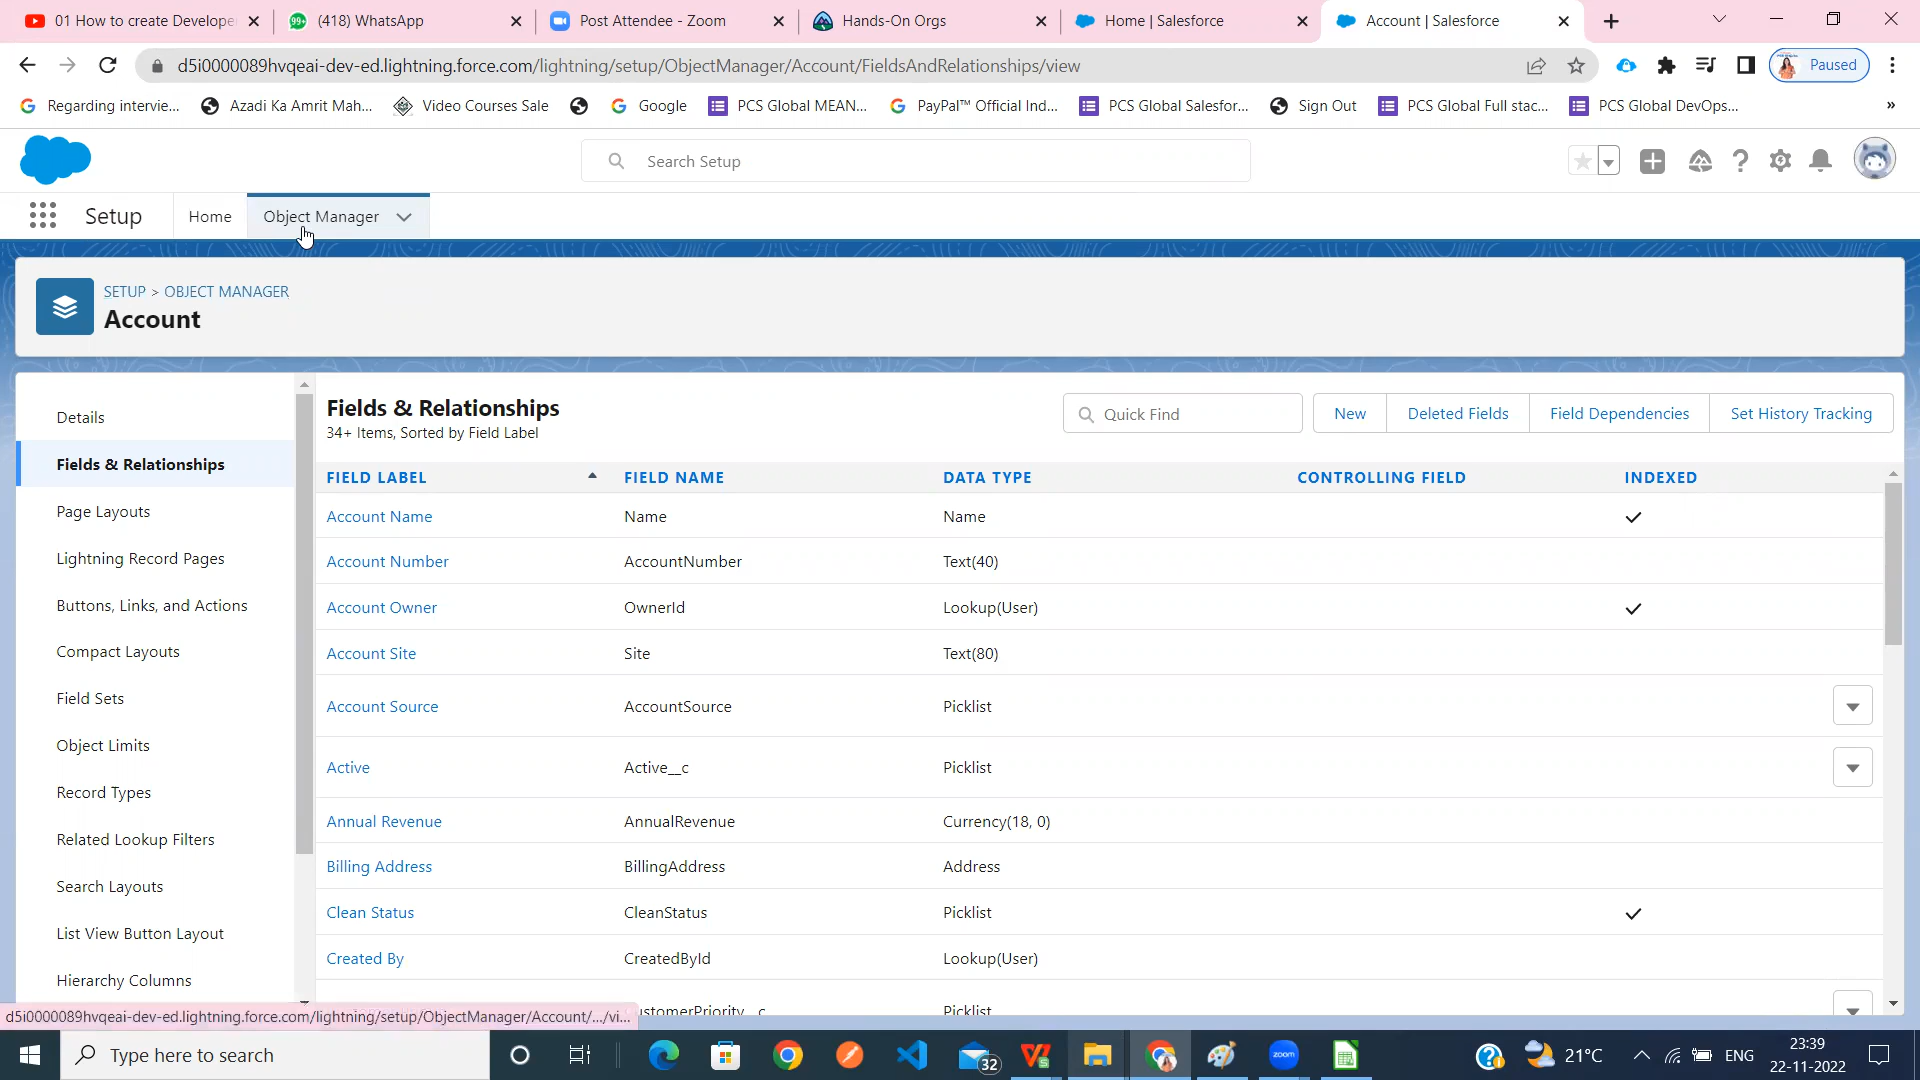 01 How to create Develope
99+ (418) WhatsApp
Post Attendee - Zoom
Hands-On Orgs
Home | Salesforce
Account | Salesforce
d5i0000089hvqeai-dev-ed.lightning.force.com/lightning/setup/ObjectManager/Account/FieldsAndRelationships/view
Paused
Regarding intervie...
Azadi Ka Amrit Mah...
Video Courses Sale
Google
PCS Global MEAN...
PayPal™ Official Ind...
PCS Global Salesfor...
Sign Out
PCS Global Full stac...
PCS Global DevOps...
»
Search Setup
Setup
Home
Object Manager
SETUP > OBJECT MANAGER
Account
Details
Fields & Relationships
Page Layouts
Lightning Record Pages
Buttons, Links, and Actions
Compact Layouts
Field Sets
Object Limits
Record Types
Related Lookup Filters
Search Layouts
List View Button Layout
Hierarchy Columns
Fields & Relationships
34+ Items, Sorted by Field Label
Quick Find
New
Deleted Fields
Field Dependencies
Set History Tracking
FIELD LABEL FIELD NAME DATA TYPE CONTROLLING FIELD INDEXED
Account Name Name Name
Account Number AccountNumber Text(40)
Account Owner OwnerId Lookup(User)
Account Site Site Text(80)
Account Source AccountSource Picklist
Active Active__c Picklist
Annual Revenue AnnualRevenue Currency(18, 0)
Billing Address BillingAddress Address
Clean Status CleanStatus Picklist
Created By CreatedById Lookup(User)
ustomerPriority__c Picklist
d5i0000089hvqeai-dev-ed.lightning.force.com/lightning/setup/ObjectManager/Account/.../vi...
Type here to search
32
zoom
21°C
ENG
23:39
22-11-2022